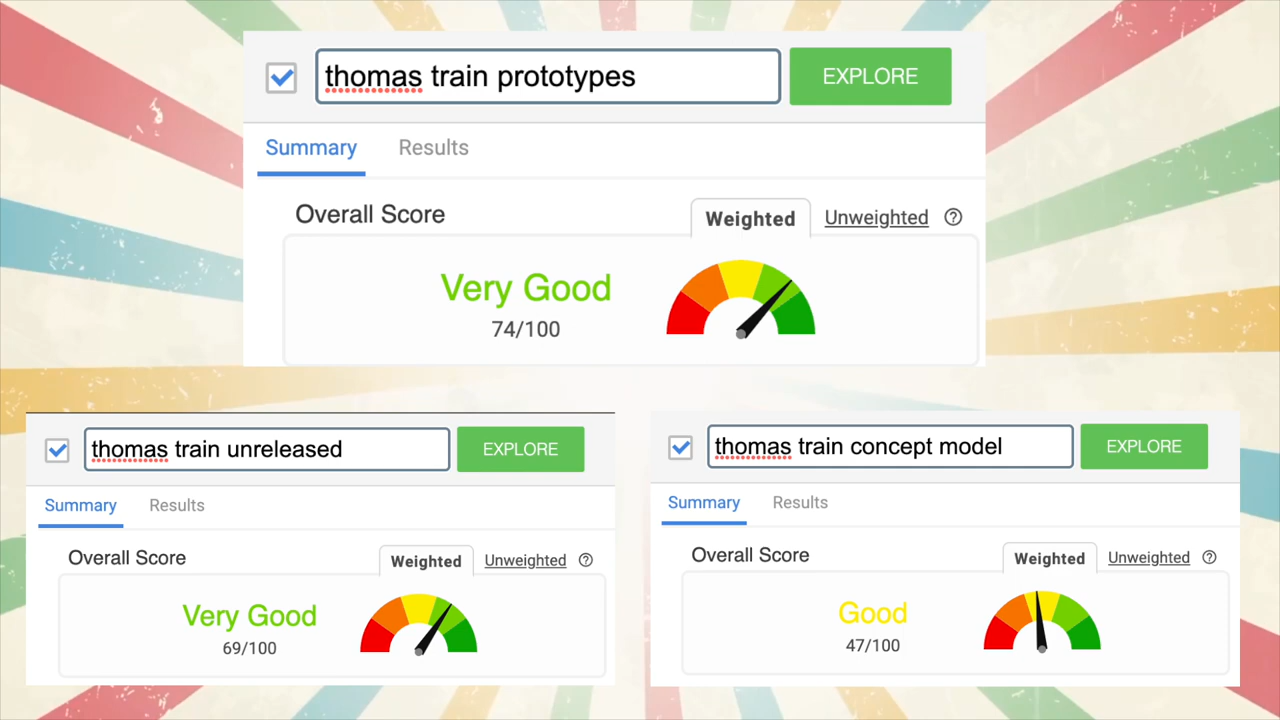 thomas train prototypes
EXPLORE
Summary Results
Overall Score
Weighted Unweighted ?
Very Good
74/100
thomas train unreleased
EXPLORE
Summary Results
Overall Score
Weighted Unweighted ?
Very Good
69/100
thomas train concept model
EXPLORE
Summary Results
Overall Score
Weighted Unweighted ?
Good
47/100